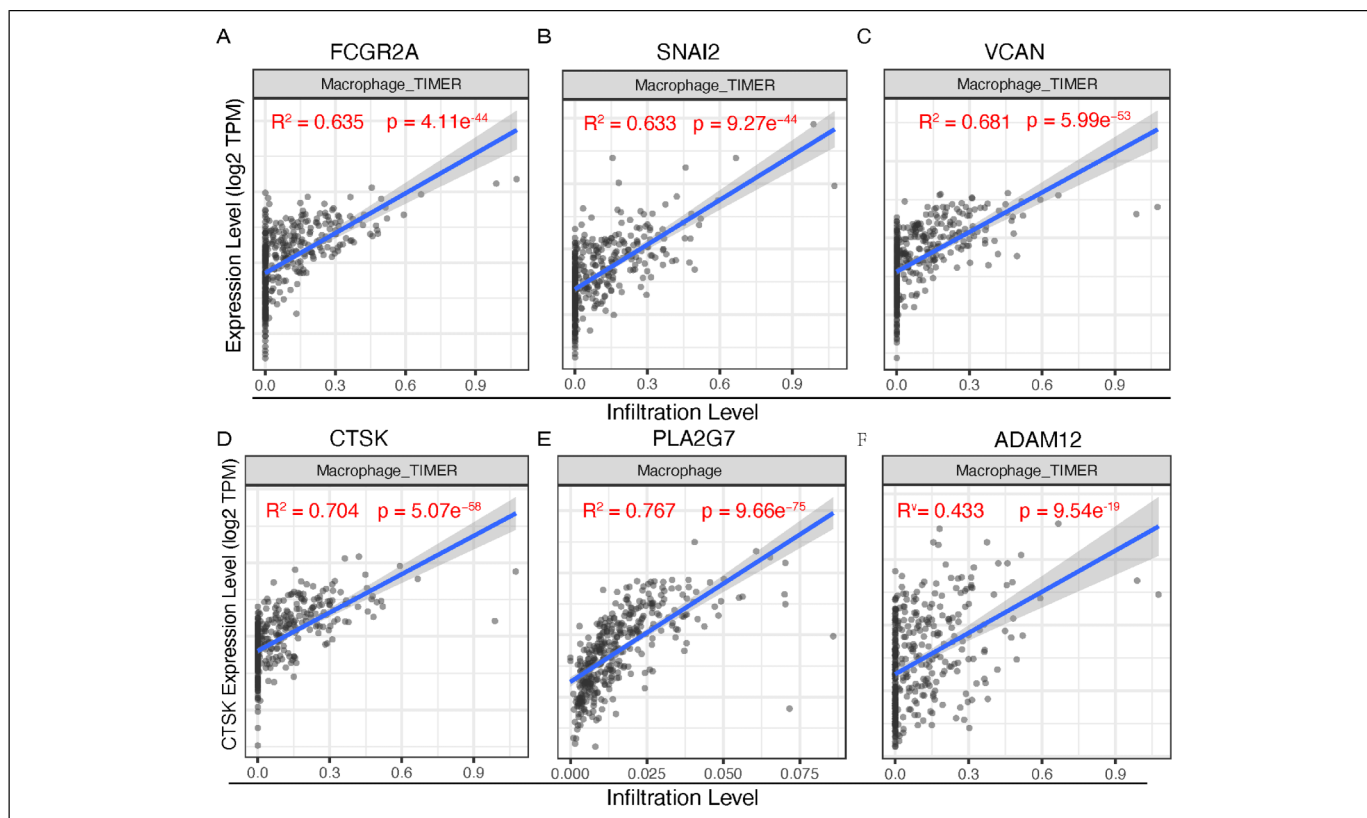 A
FCGR2A
B
SNAI2
C
VCAN
Macrophage_TIMER
Macrophage_TIMER
Macrophage_TIMER
R² = 0.635 p = 4.11e⁻⁴⁴
R² = 0.633 p = 9.27e⁻⁴⁴
R² = 0.681 p = 5.99e⁻⁵³
Expression Level (log2 TPM)
0.0 0.3 0.6 0.9
0.0 0.3 0.6 0.9
0.0 0.3 0.6 0.9
Infiltration Level
D
CTSK
E
PLA2G7
F
ADAM12
Macrophage_TIMER
Macrophage
Macrophage_TIMER
R² = 0.704 p = 5.07e⁻⁵⁸
R² = 0.767 p = 9.66e⁻⁷⁵
Rᵛ = 0.433 p = 9.54e⁻¹⁹
CTSK Expression Level (log2 TPM)
0.0 0.3 0.6 0.9
0.000 0.025 0.050 0.075
0.0 0.3 0.6 0.9
Infiltration Level